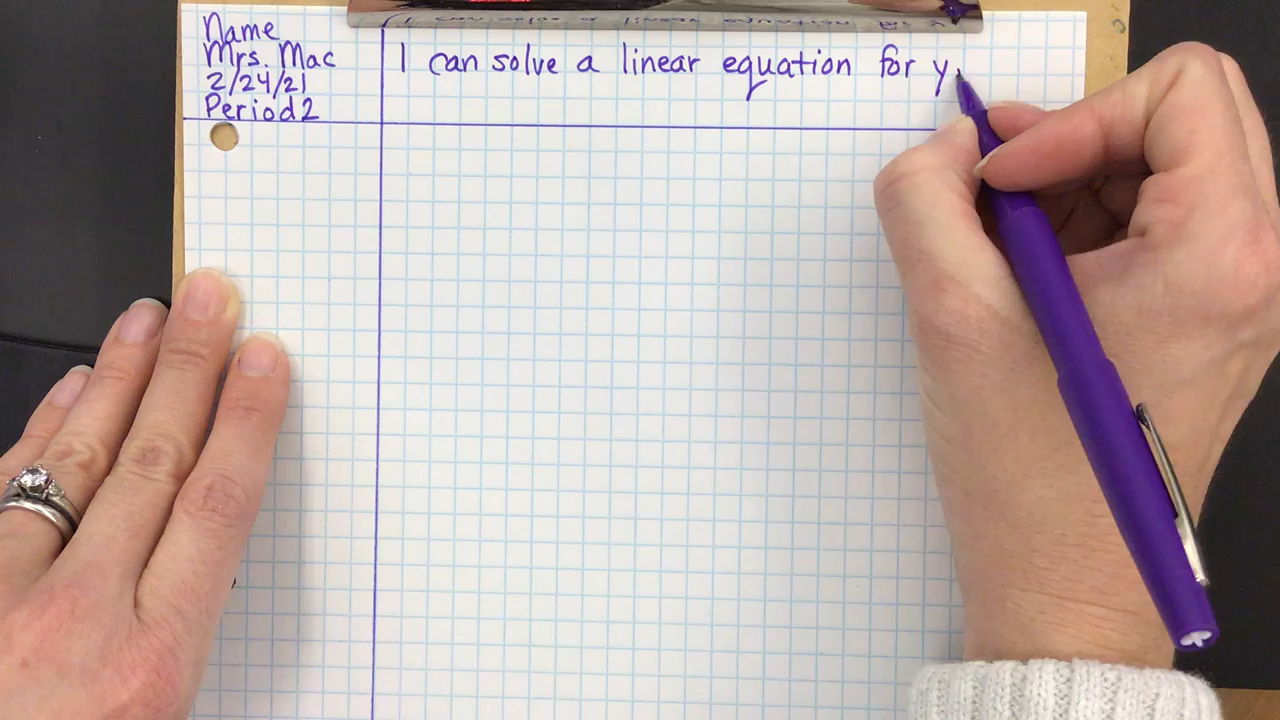 Name
Mrs. Mac
2/24/21
Period 2
I can solve a linear equation for y.